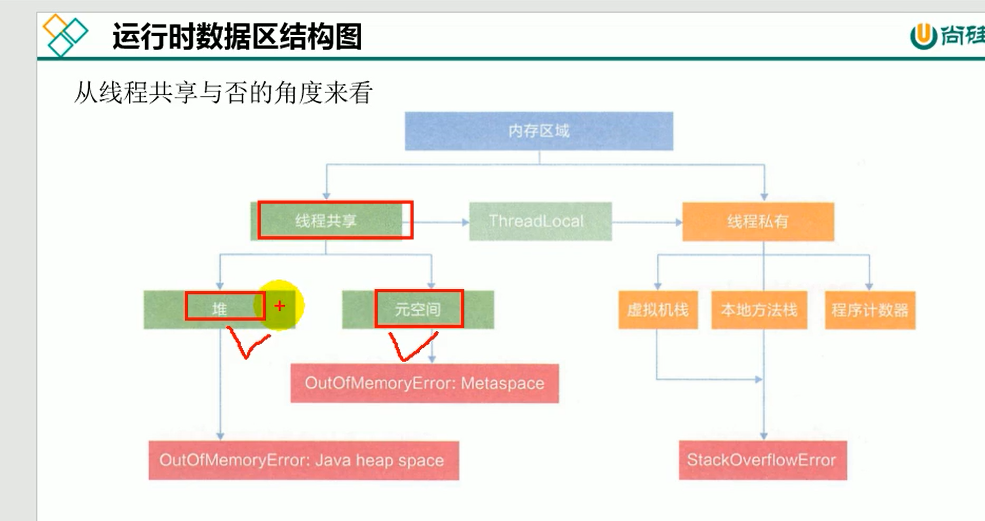 运行时数据区结构图
尚硅
从线程共享与否的角度来看
内存区域
线程共享
ThreadLocal
线程私有
堆
元空间
虚拟机栈
本地方法栈
程序计数器
OutOfMemoryError: Metaspace
OutOfMemoryError: Java heap space
StackOverflowError